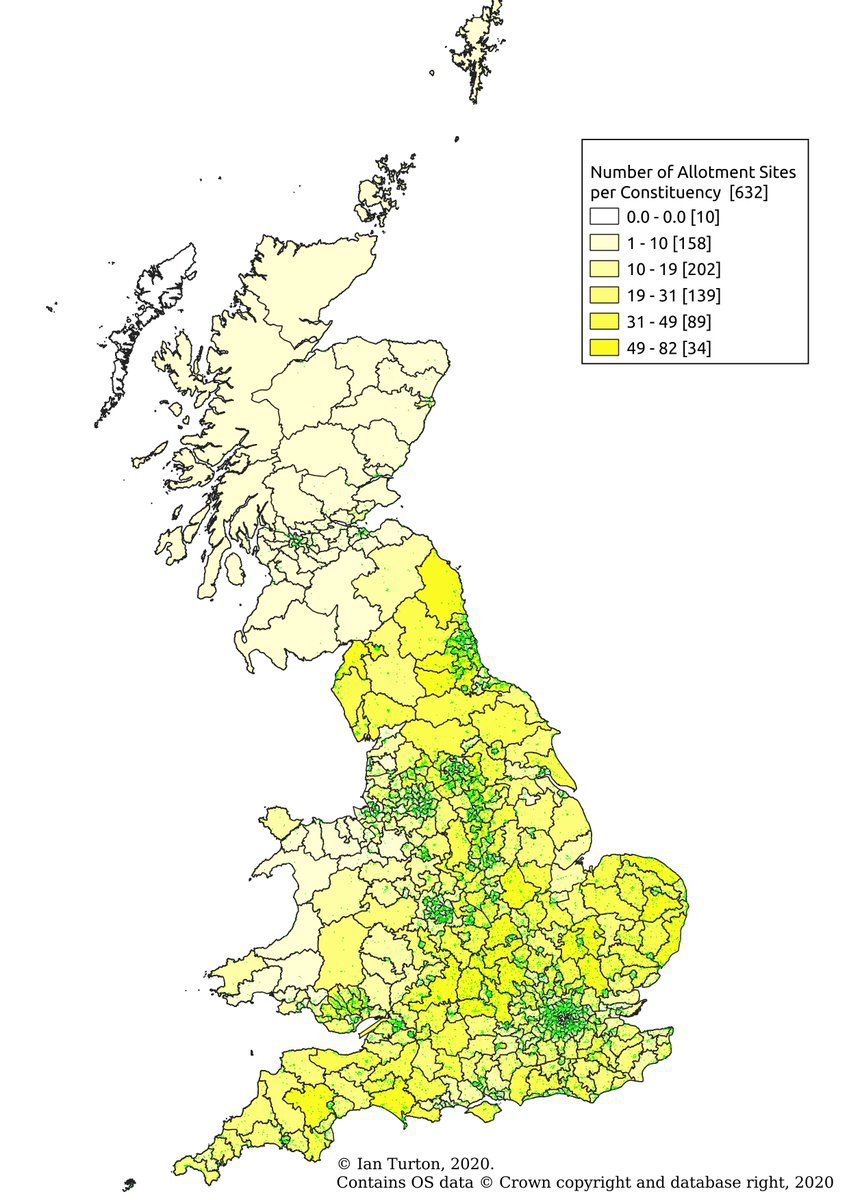 Number of Allotment Sites
per Constituency [632]
0.0 - 0.0 [10]
1 - 10 [158]
10 - 19 [202]
19 - 31 [139]
31 - 49 [89]
49 - 82 [34]
© Ian Turton, 2020.
Contains OS data © Crown copyright and database right, 2020